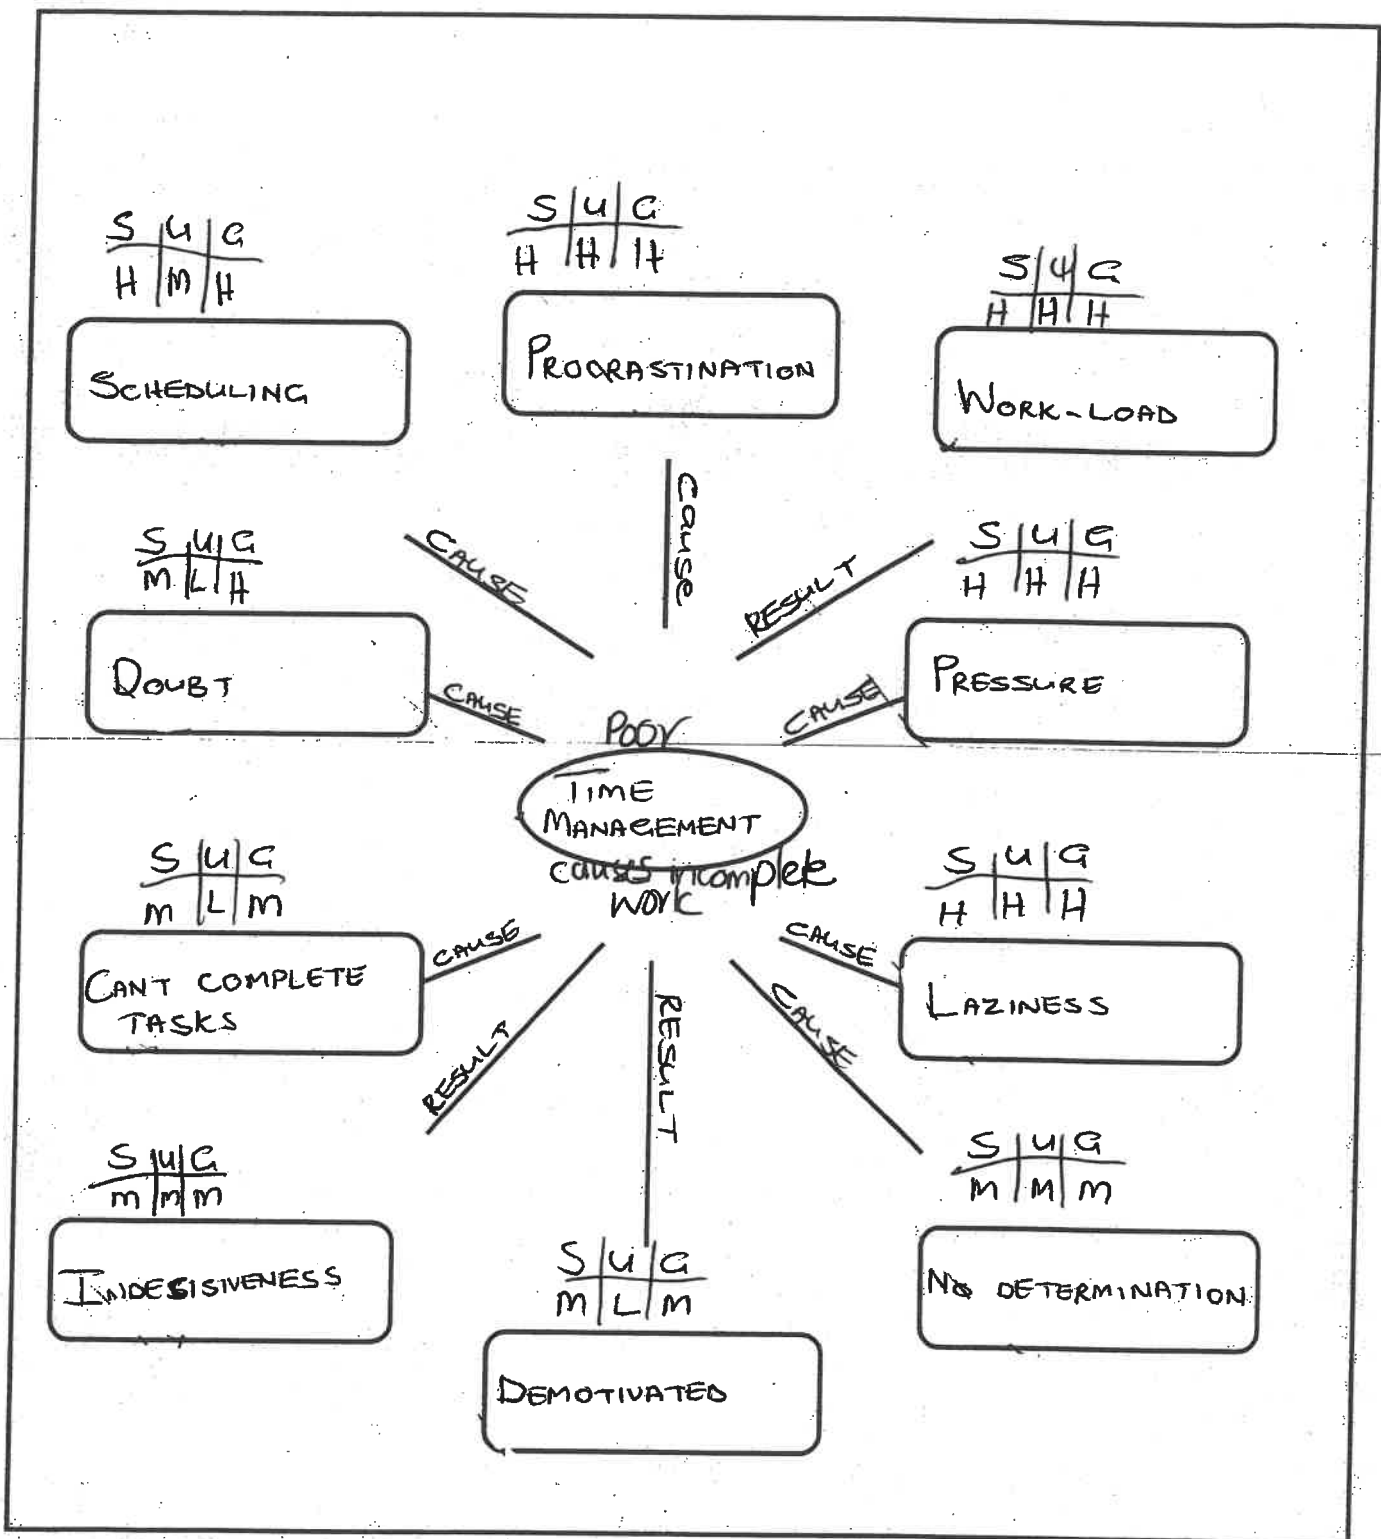 S U G
H M H
SCHEDULING
S U G
H H H
PROCRASTINATION
S U G
H H H
WORK-LOAD
CAUSE
CAUSE
RESULT
S U G
M L H
DOUBT
CAUSE
S U G
H H H
PRESSURE
CAUSE
Poor
TIME
MANAGEMENT
causes incomplete
work
S U G
M L M
CANT COMPLETE
TASKS
CAUSE
S U G
H H H
LAZINESS
CAUSE
RESULT
RESULT
CAUSE
S U G
M M M
INDESISIVENESS
S U G
M L M
DEMOTIVATED
S U G
M M M
NO DETERMINATION